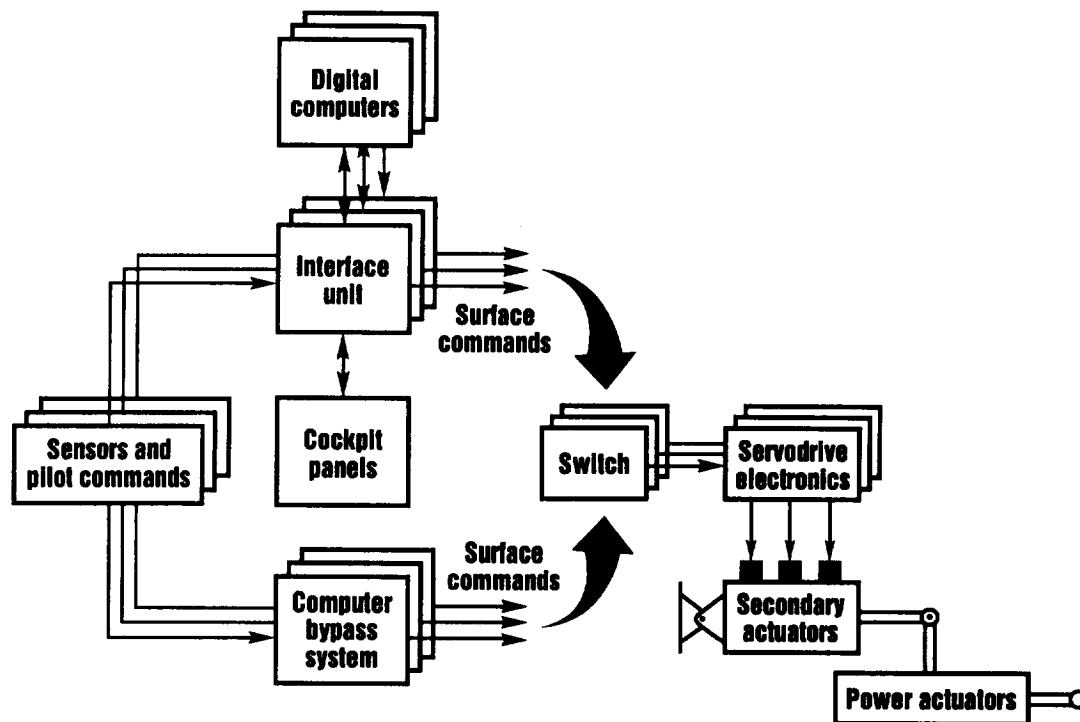 Digital
computers
Interface
unit
Surface
commands
Sensors and
pilot commands
Cockpit
panels
Switch
Servodrive
electronics
Surface
commands
Computer
bypass
system
Secondary
actuators
Power actuators